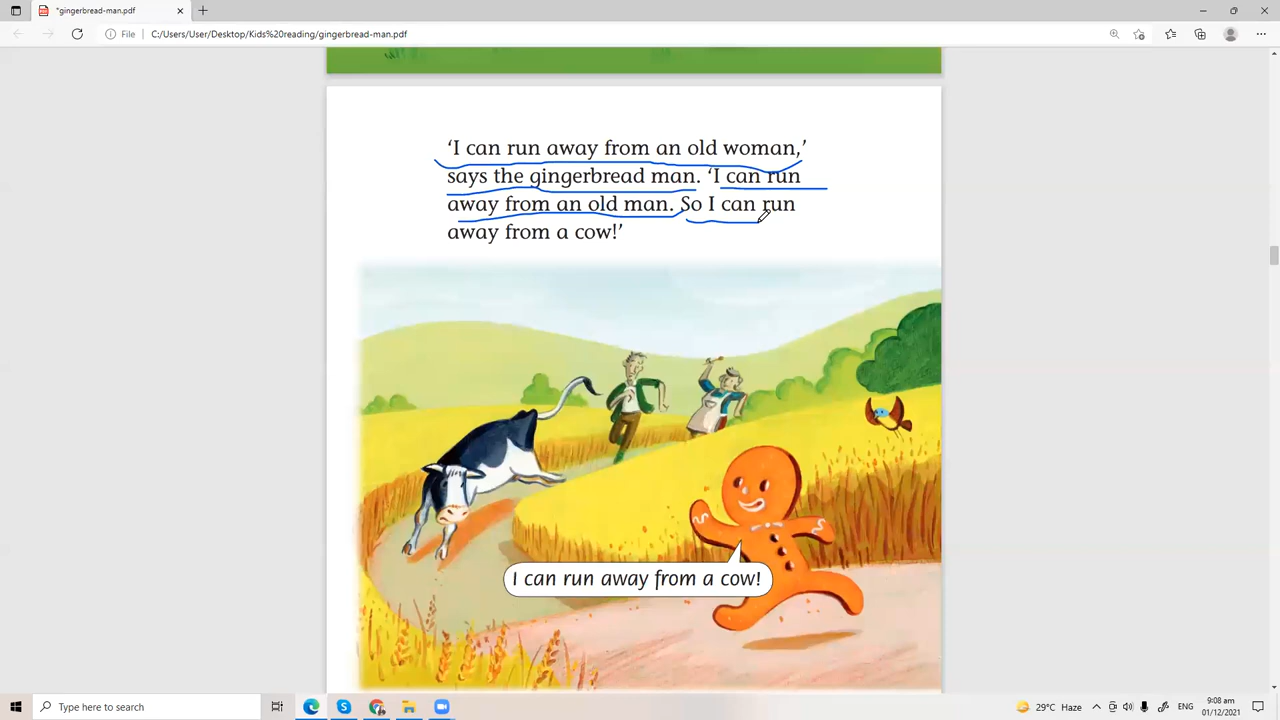 *gingerbread-man.pdf
File
C:/Users/User/Desktop/Kids%20reading/gingerbread-man.pdf
‘I can run away from an old woman,’
says the gingerbread man. ‘I can run
away from an old man. So I can run
away from a cow!’
I can run away from a cow!
Type here to search
29°C Haze
ENG
9:08 am
01/12/2021